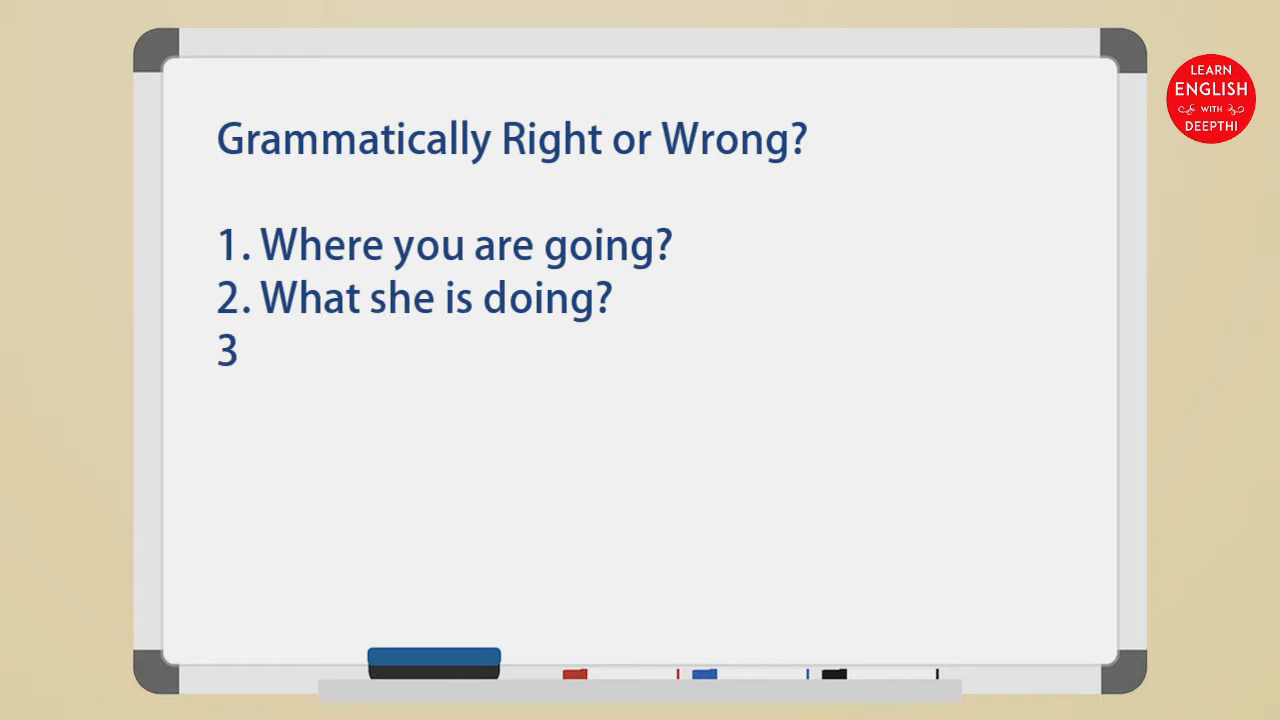 LEARN
ENGLISH
WITH
DEEPTHI
Grammatically Right or Wrong?
1. Where you are going?
2. What she is doing?
3